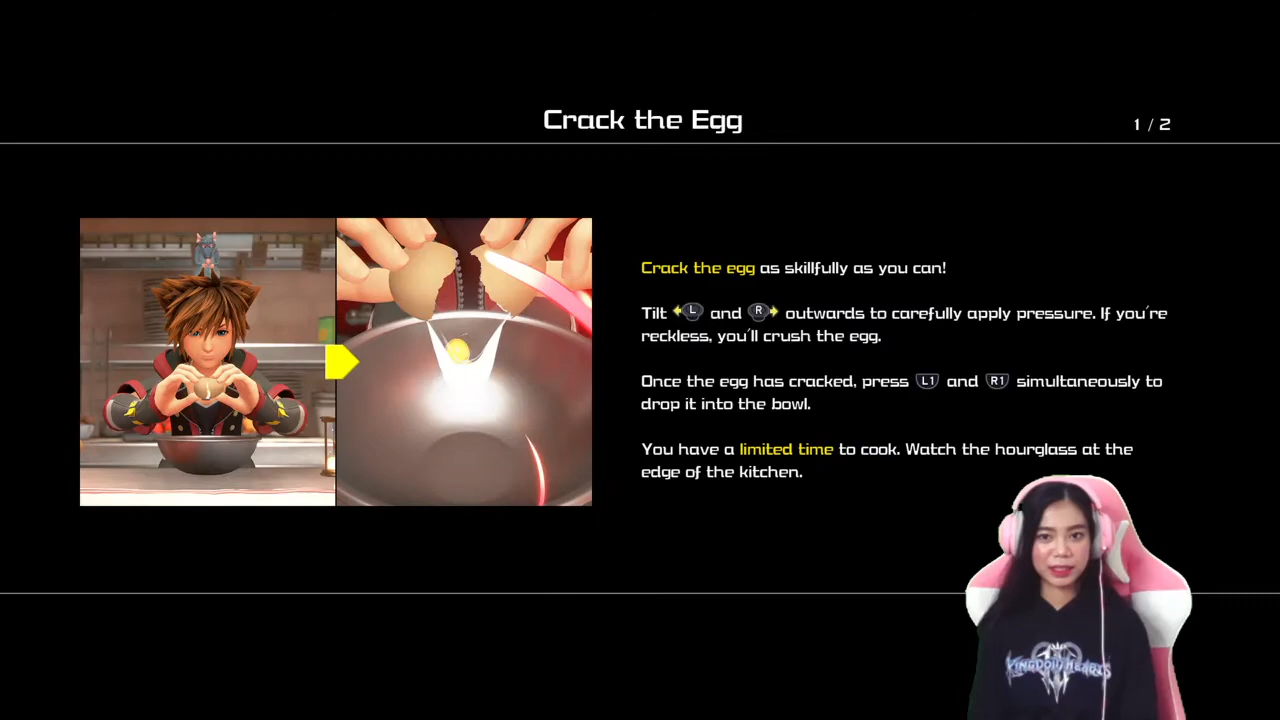 Crack the Egg
1 / 2
Crack the egg as skillfully as you can!
Tilt L and R outwards to carefully apply pressure. If you're
reckless, you'll crush the egg.
Once the egg has cracked, press L1 and R1 simultaneously to
drop it into the bowl.
You have a limited time to cook. Watch the hourglass at the
edge of the kitchen.
KINGDOM HEARTS